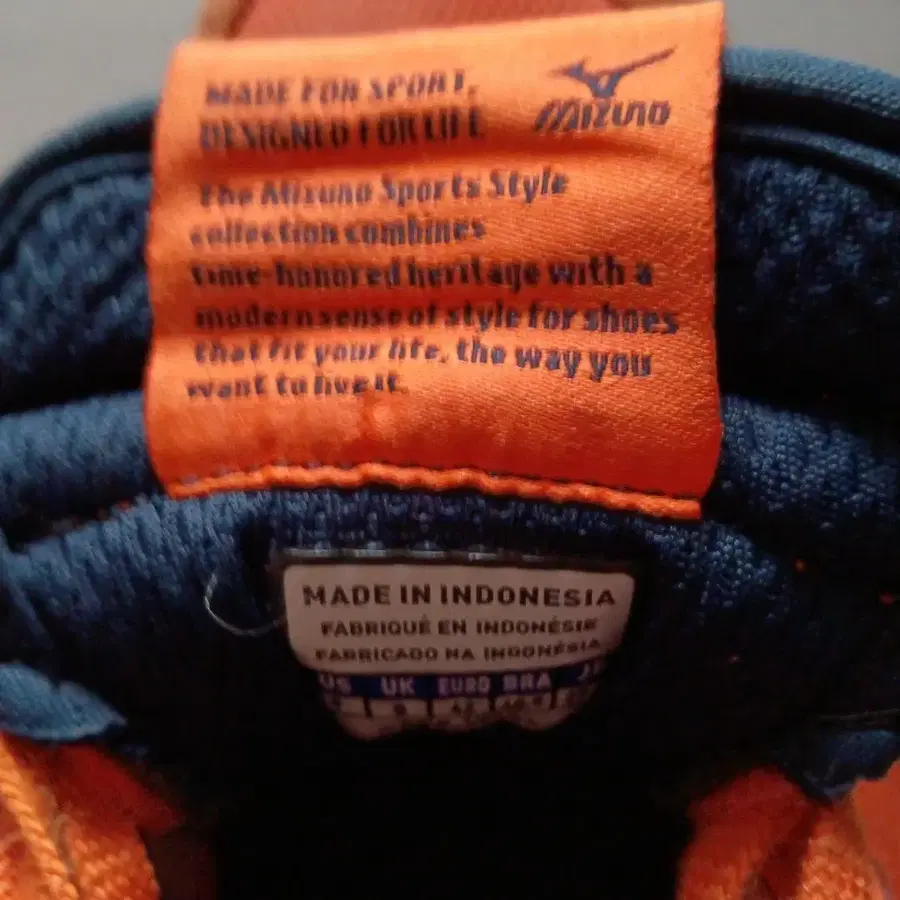 MADE FOR SPORT.
DESIGNED FOR LIFE
MIZUNO
The Mizuno Sports Style
collection combines
time-honored heritage with a
modern sense of style for shoes
that fit your life, the way you
want to live it.
MADE IN INDONESIA
FABRIQUÉ EN INDONÉSIE
FABRICADO NA INDONÉSIA
US UK EURO BRA